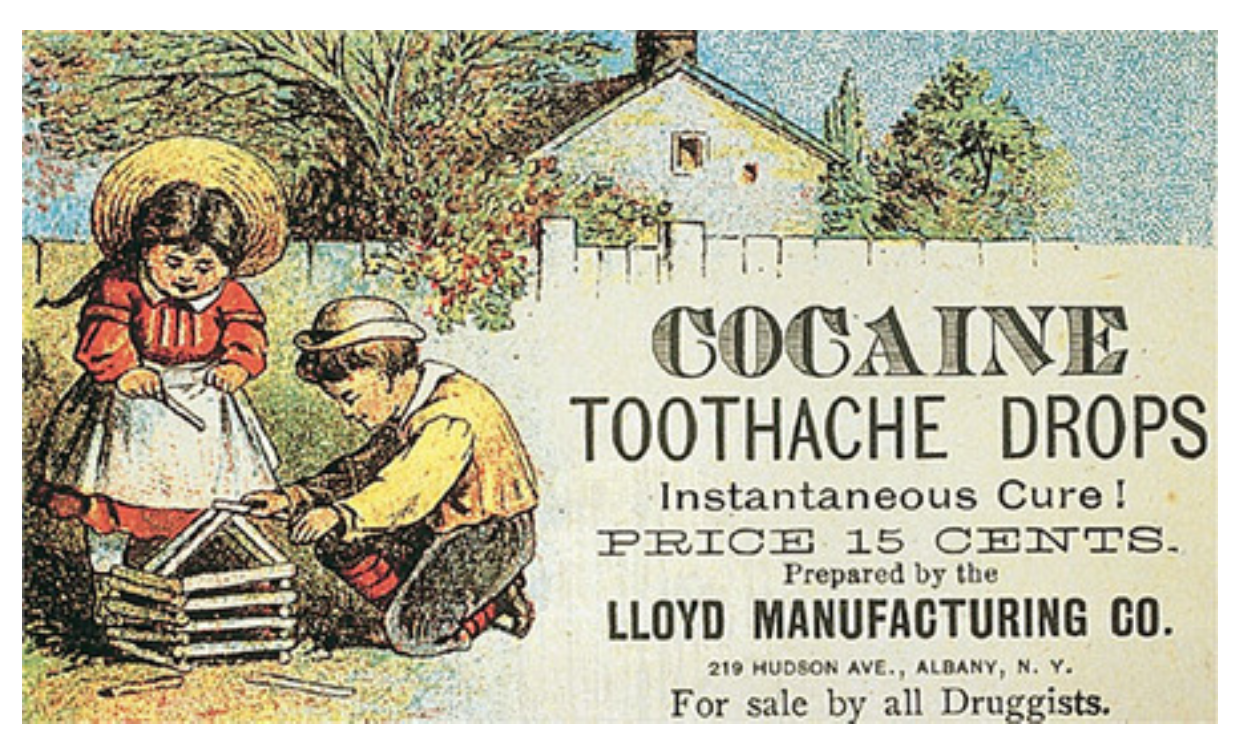 COCAINE
TOOTHACHE DROPS
Instantaneous Cure!
PRICE 15 CENTS.
Prepared by the
LLOYD MANUFACTURING CO.
219 HUDSON AVE., ALBANY, N. Y.
For sale by all Druggists.